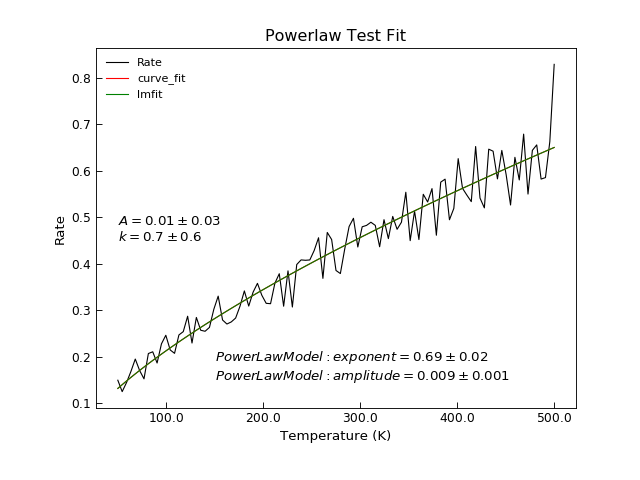 Powerlaw Test Fit
Rate
curve_fit
lmfit
0.8
0.7
0.6
0.5
0.4
0.3
0.2
0.1
Rate
A = 0.01 ± 0.03
k = 0.7 ± 0.6
PowerLawModel : exponent = 0.69 ± 0.02
PowerLawModel : amplitude = 0.009 ± 0.001
100.0 200.0 300.0 400.0 500.0
Temperature (K)